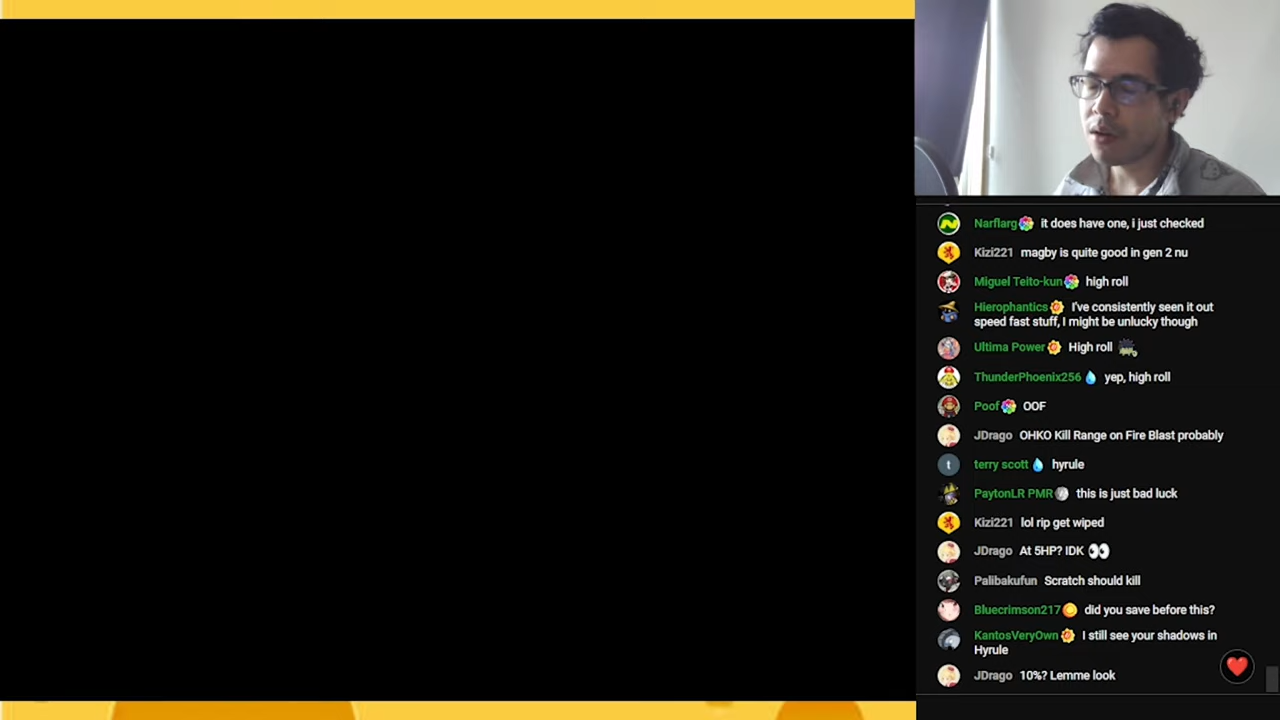 Narflarg it does have one, i just checked
Kizi221 magby is quite good in gen 2 nu
Miguel Teito-kun high roll
Hierophantics I've consistently seen it out
speed fast stuff, I might be unlucky though
Ultima Power High roll
ThunderPhoenix256 yep, high roll
Poof OOF
JDrago OHKO Kill Range on Fire Blast probably
t terry scott hyrule
PaytonLR PMR this is just bad luck
Kizi221 lol rip get wiped
JDrago At 5HP? IDK 👀
Palibakufun Scratch should kill
Bluecrimson217 did you save before this?
KantosVeryOwn I still see your shadows in
Hyrule
JDrago 10%? Lemme look